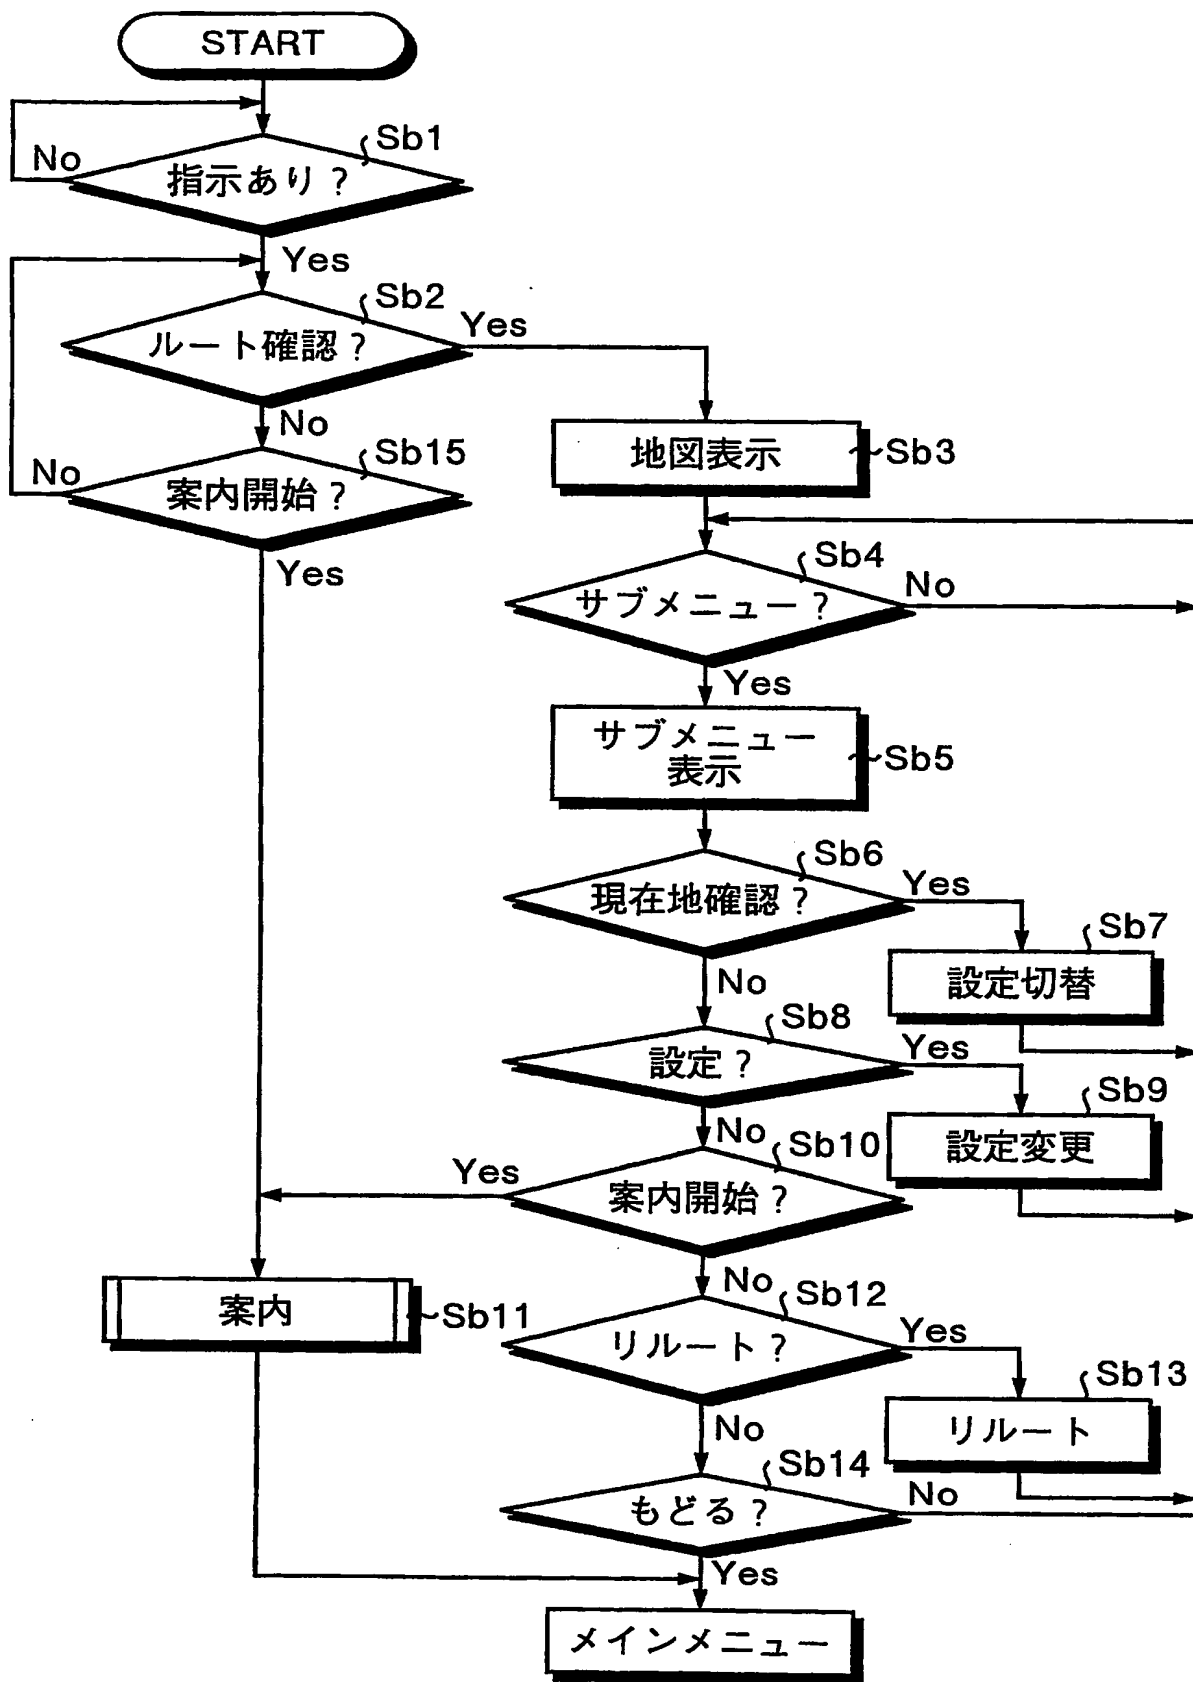 START
Sb1
No
指示あり？
Yes
Sb2
ルート確認？
Yes
No
Sb15
No
案内開始？
Yes
地図表示
Sb3
Sb4
サブメニュー？
No
Yes
サブメニュー
表示
Sb5
Sb6
現在地確認？
Yes
Sb7
設定切替
No
Sb8
設定？
Yes
Sb9
設定変更
No
Sb10
案内開始？
Yes
No
案内
Sb11
Sb12
リルート？
Yes
Sb13
リルート
No
Sb14
もどる？
No
Yes
メインメニュー